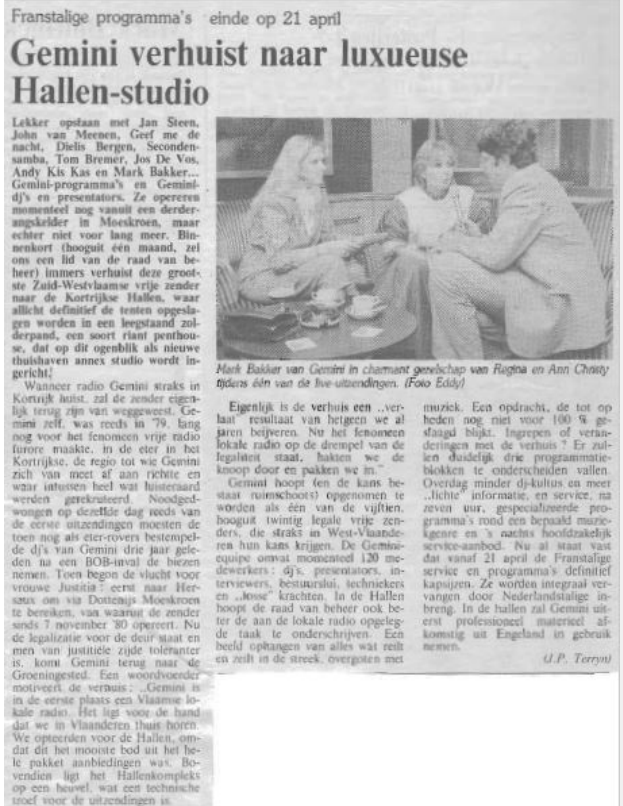 Franstalige programma's einde op 21 april
Gemini verhuist naar luxueuse
Hallen-studio
Lekker opstaan met Jan Steen,
John van Meenen, Geef me de
nacht, Dielis Bergen, Seconden-
samba, Tom Bremer, Jos De Vos,
Andy Kis Kas en Mark Bakker...
Gemini-programma's en Gemini-
dj's en presentators. Ze opereren
momenteel nog vanuit een derder-
angskelder in Moeskroen, maar
echter niet voor lang meer. Bin-
nenkort (hooguit één maand, zei
ons een lid van de raad van be-
heer) immers verhuist deze groot-
ste Zuid-Westvlaamse vrije zender
naar de Kortrijkse Hallen, waar
allicht definitief de tenten opgesla-
gen worden in een leegstaand zol-
derpand, een soort riant penthou-
se, dat op dit ogenblik als nieuwe
thuishaven annex studio wordt in-
gericht.
Wanneer radio Gemini straks in
Kortrijk huist, zal de zender eigen-
lijk terug zijn van weggeweest. Ge-
mini zelf, was reeds in '79, lang
nog voor het fenomeen vrije radio
furore maakte, in de eter in het
Kortrijkse, de regio tot wie Gemini
zich van meet af aan richtte en
waar intussen heel wat luisteraard
werden gerekruteerd. Noodged-
wongen op dezelfde dag reeds van
de eerste uitzendingen moesten de
toen nog als eter-rovers bestempel-
de dj's van Gemini drie jaar gele-
den na een BOB-inval de biezen
nemen. Toen begon de vlucht voor
vrouwe Justitia : eerst naar Her-
seaux om via Dottenijs Moeskroen
te bereiken, van waaruit de zender
sinds 7 november '80 opereert. Nu
de legalizatie voor de deur staat en
men van justitiële zijde toleranter
is, komt Gemini terug naar de
Groeningested. Een woordvoerder
motiveert de verhuis : ,,Gemini is
in de eerste plaats een Vlaamse lo-
kale radio. Het ligt voor de hand
dat we in Vlaanderen thuis horen.
We opteerden voor de Hallen, om-
dat dit het mooiste bod uit het he-
le pakket aanbiedingen was. Bo-
vendien ligt het Hallenkompleks
op een heuvel, wat een technische
troef voor de uitzendingen is.
Mark Bakker van Gemini in charmant gezelschap van Regina en Ann Christy
tijdens één van de live-uitzendingen. (Foto Eddy)
Eigenlijk is de verhuis een ,,ver-
laat" resultaat van hetgeen we al
jaren beijveren. Nu het fenomeen
lokale radio op de drempel van de
legaliteit staat, hakten we de
knoop door en pakken we in."
Gemini hoopt (en de kans be-
staat ruimschoots) opgenomen te
worden als één van de vijftien,
hooguit twintig legale vrije zen-
ders, die straks in West-Vlaande-
ren hun kans krijgen. De Gemini-
equipe omvat momenteel 120 me-
dewerkers : dj's, presentators, in-
terviewers, bestuurslui, techniekers
en ,,losse" krachten. In de Hallen
hoopt de raad van beheer ook be-
ter de aan de lokale radio opgeleg-
de taak te onderschrijven. Een
beeld ophangen van alles wat reilt
en zeilt in de streek, overgoten met
muziek. Een opdracht, die tot op
heden nog niet voor 100 % ge-
slaagd blijkt. Ingrepen of veran-
deringen met de verhuis ? Er zul-
len duidelijk drie programmatie-
blokken te onderscheiden vallen.
Overdag minder dj-kultus en meer
,,lichte" informatie, en service, na
zeven uur, gespecializeerde pro-
gramma's rond een bepaald muziek-
genre en 's nachts hoofdzakelijk
service-aanbod. Nu al staat vast
dat vanaf 21 april de Franstalige
service en programma's definitief
kapsijzen. Ze worden integraal ver-
vangen door Nederlandstalige in-
breng. In de hallen zal Gemini uit-
erst professioneel materieel af-
komstig uit Engeland in gebruik
nemen.
(J.P. Terryn)